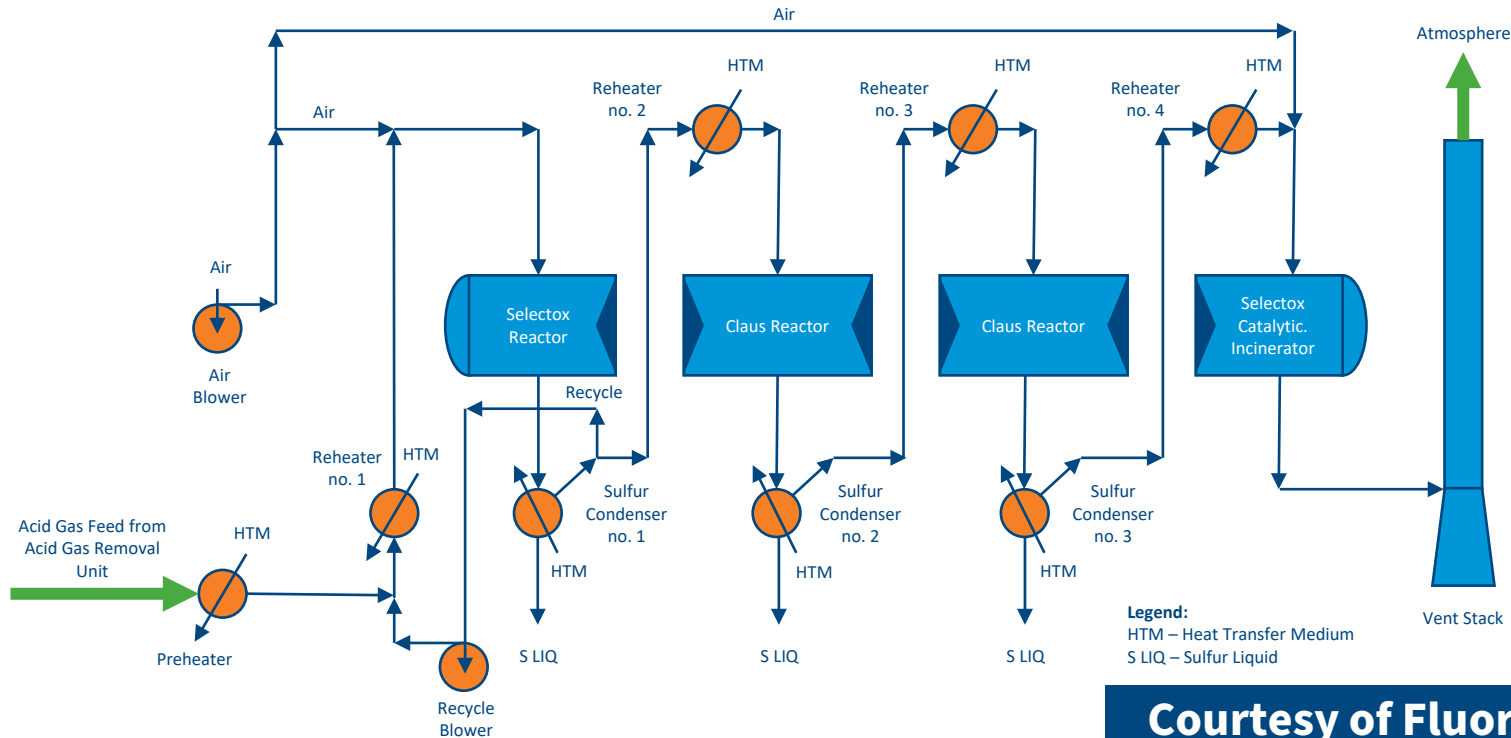 Air
Atmosphere
HTM
Reheater
no. 2
HTM
Reheater
no. 3
HTM
Reheater
no. 4
Air
Air
Air
Blower
Selectox
Reactor
Claus Reactor
Claus Reactor
Selectox
Catalytic.
Incinerator
Recycle
Reheater
no. 1
HTM
Sulfur
Condenser
no. 1
Sulfur
Condenser
no. 2
Sulfur
Condenser
no. 3
Acid Gas Feed from
Acid Gas Removal
Unit
HTM
Preheater
HTM
HTM
HTM
S LIQ
S LIQ
S LIQ
Recycle
Blower
Legend:
HTM – Heat Transfer Medium
S LIQ – Sulfur Liquid
Vent Stack
Courtesy of Fluor